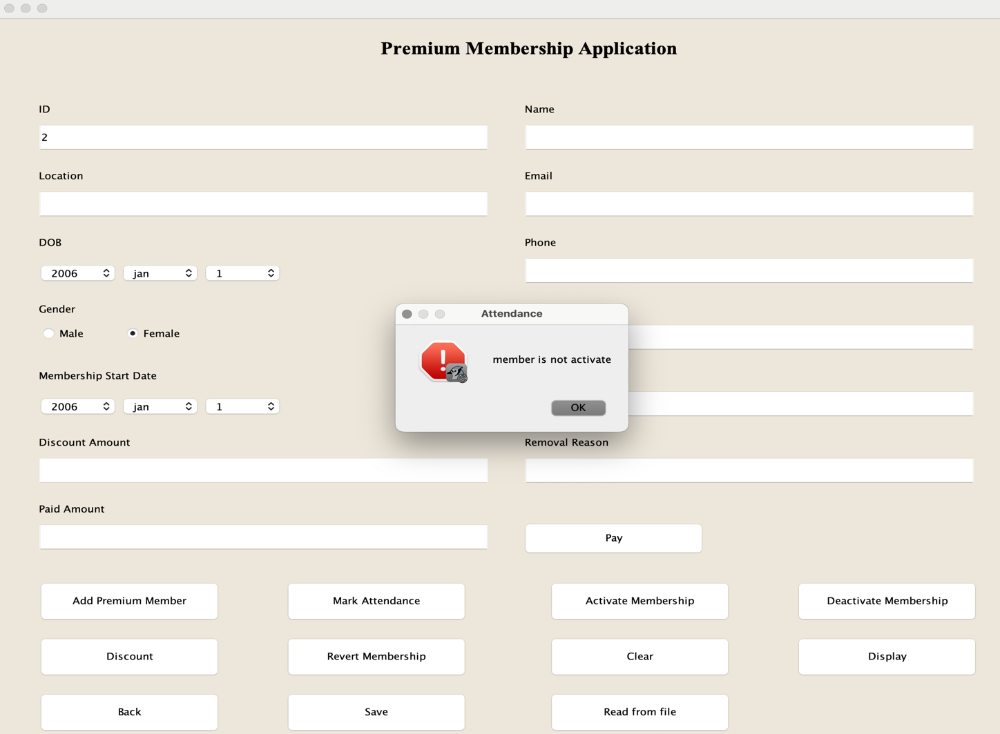 Premium Membership Application
ID
Name
2
Location
Email
DOB
Phone
2006 jan 1
Gender
Male Female
Attendance
member is not activate
OK
Membership Start Date
2006 jan 1
Discount Amount
Removal Reason
Paid Amount
Pay
Add Premium Member
Mark Attendance
Activate Membership
Deactivate Membership
Discount
Revert Membership
Clear
Display
Back
Save
Read from file